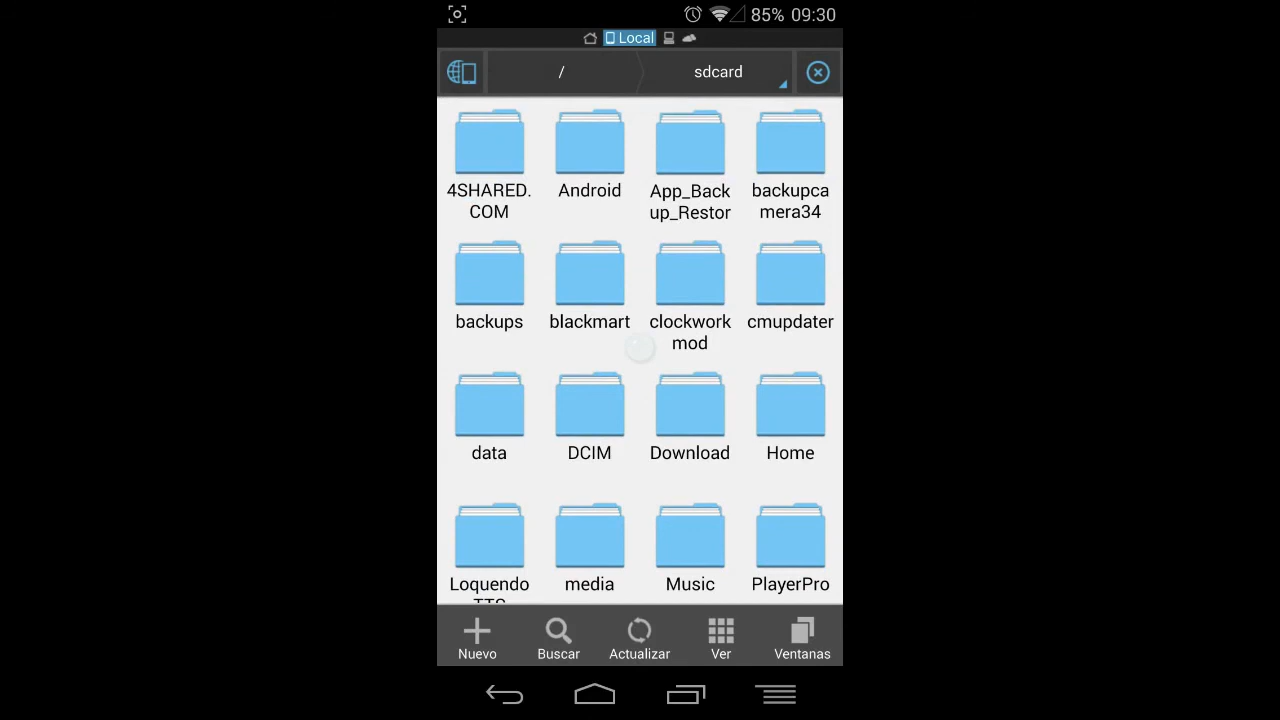 85% 09:30
Local
/ sdcard
4SHARED. Android App_Back backupca
COM up_Restor mera34
backups blackmart clockwork cmupdater
mod
data DCIM Download Home
Loquendo media Music PlayerPro
TTS
Nuevo Buscar Actualizar Ver Ventanas